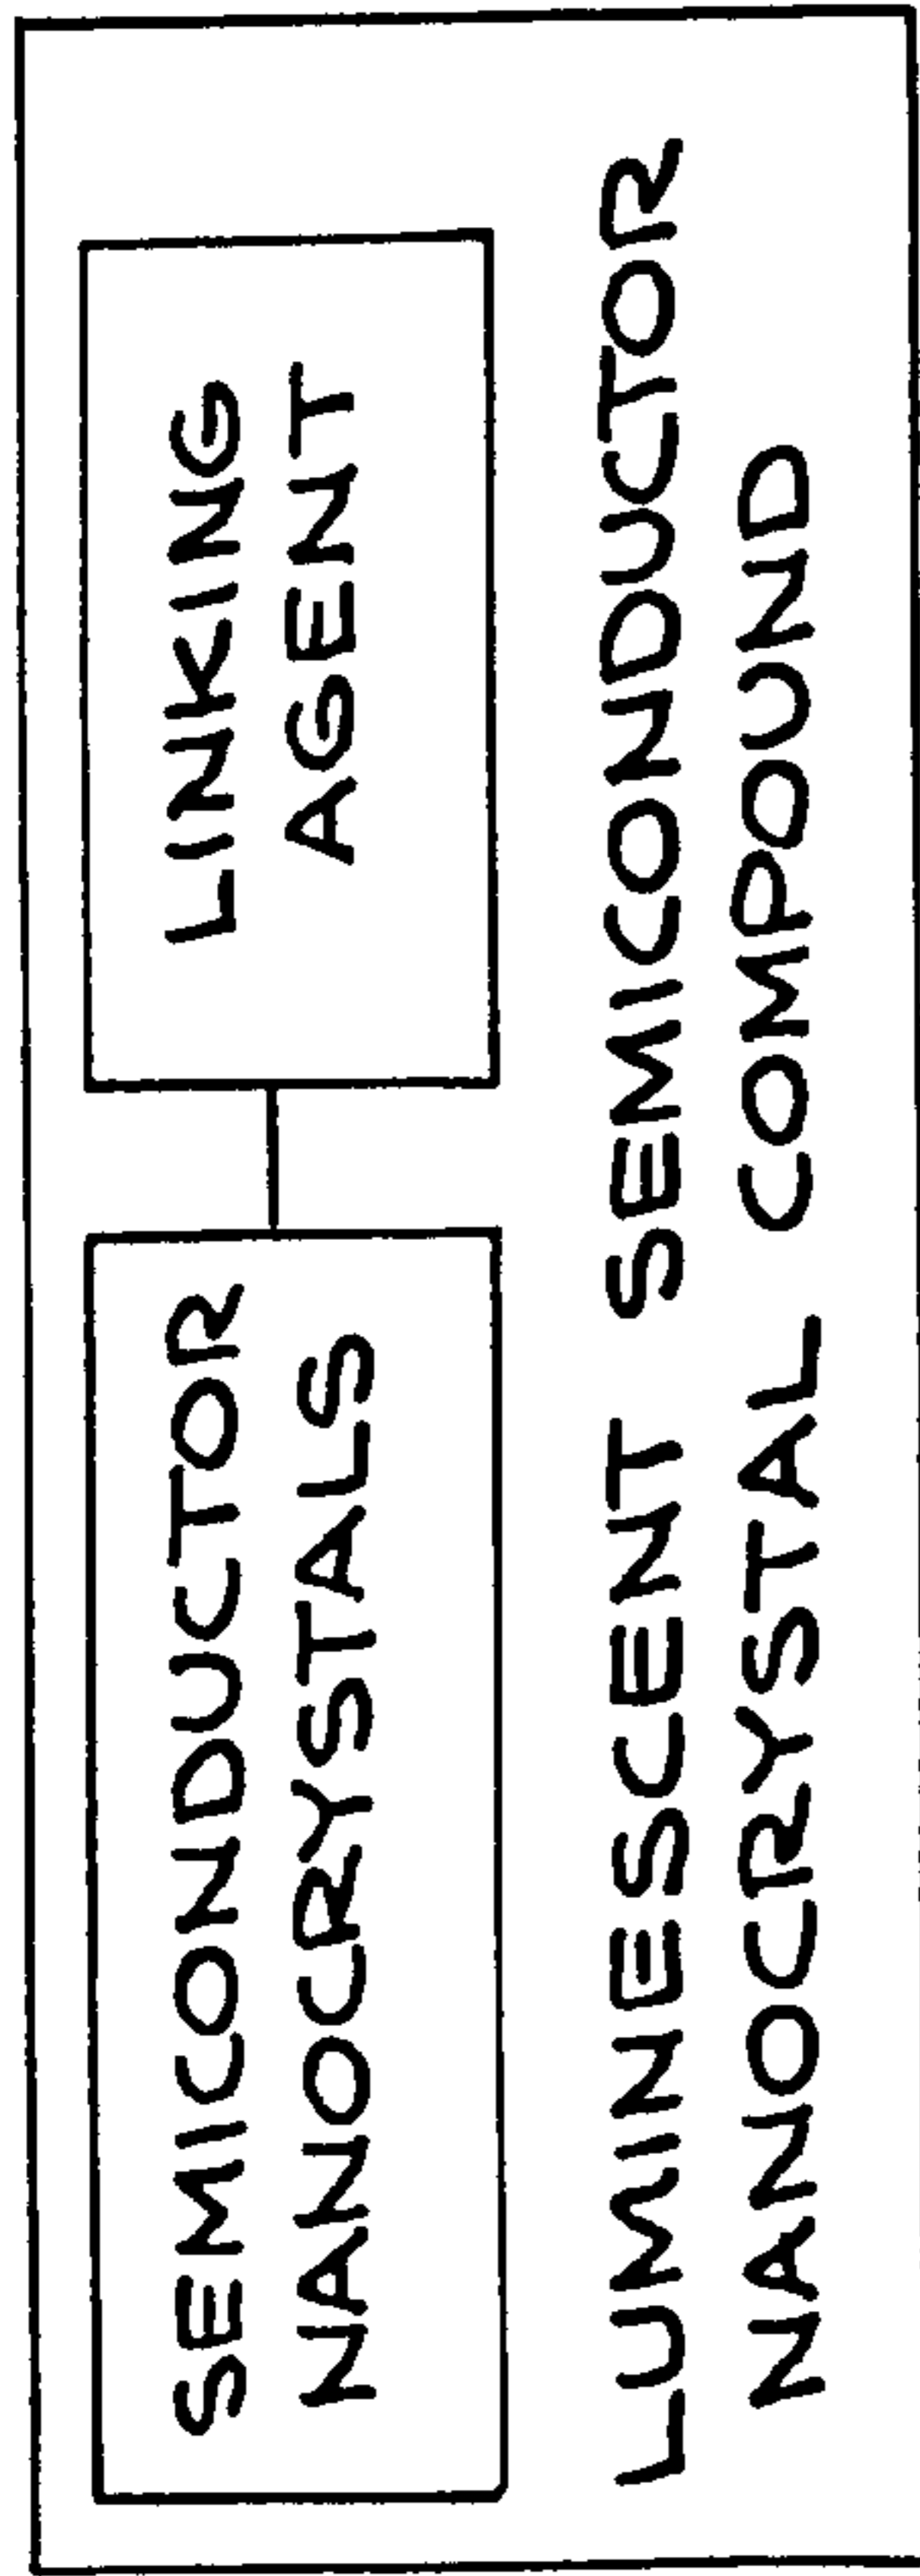 SEMICONDUCTOR
NANOCRYSTALS
LINKING
AGENT
LUMINESCENT SEMICONDUCTOR
NANOCRYSTAL COMPOUND